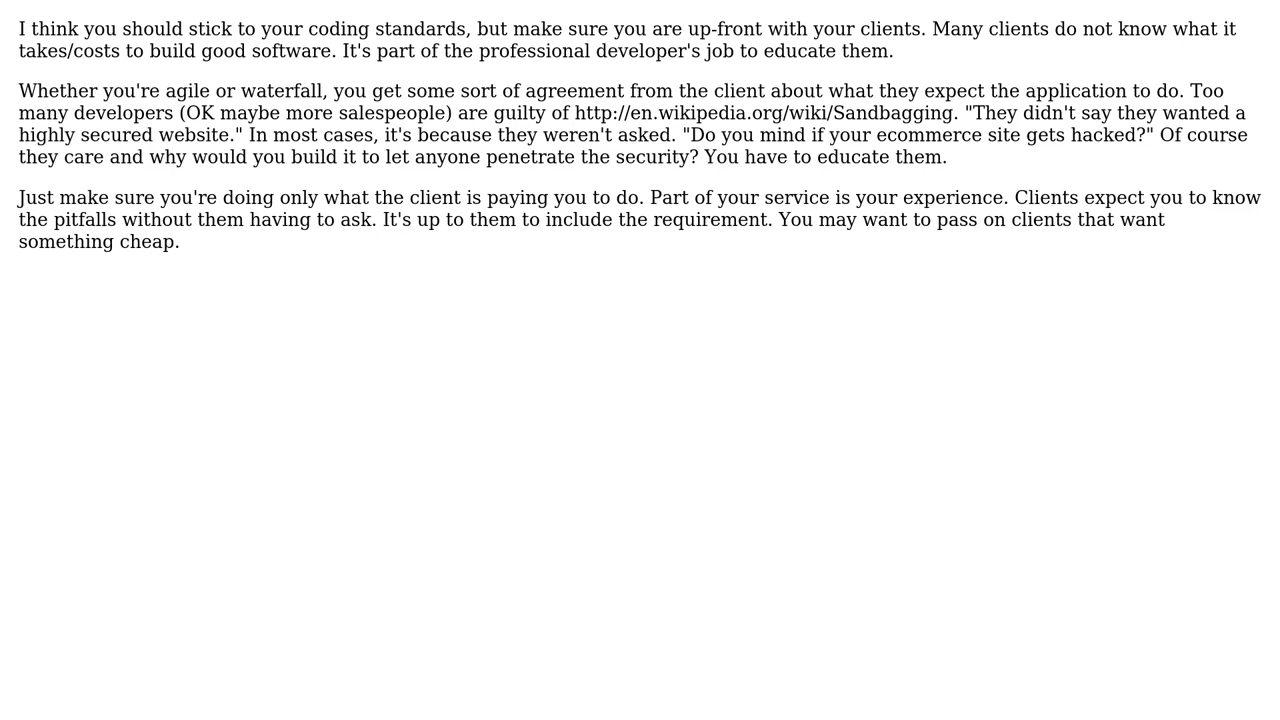 I think you should stick to your coding standards, but make sure you are up-front with your clients. Many clients do not know what it
takes/costs to build good software. It's part of the professional developer's job to educate them.
Whether you're agile or waterfall, you get some sort of agreement from the client about what they expect the application to do. Too
many developers (OK maybe more salespeople) are guilty of http://en.wikipedia.org/wiki/Sandbagging. "They didn't say they wanted a
highly secured website." In most cases, it's because they weren't asked. "Do you mind if your ecommerce site gets hacked?" Of course
they care and why would you build it to let anyone penetrate the security? You have to educate them.
Just make sure you're doing only what the client is paying you to do. Part of your service is your experience. Clients expect you to know
the pitfalls without them having to ask. It's up to them to include the requirement. You may want to pass on clients that want
something cheap.